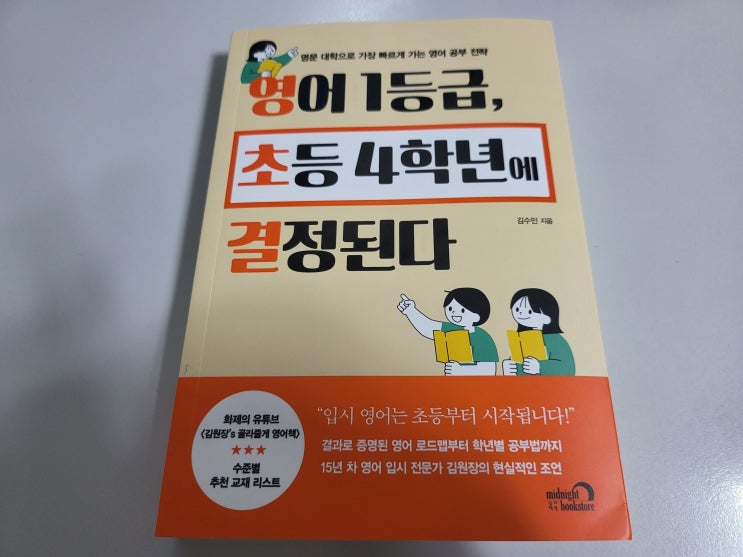 명문 대학으로 가장 빠르게 가는 영어 공부 전략
영어 1등급,
초등 4학년에
결정된다
김수민 지음
화제의 유튜브
<김원장's 골라줄게 영어책>
★★★
수준별
추천 교재 리스트
“입시 영어는 초등부터 시작됩니다!”
결과로 증명된 영어 로드맵부터 학년별 공부법까지
15년 차 영어 입시 전문가 김원장의 현실적인 조언
midnight
bookstore